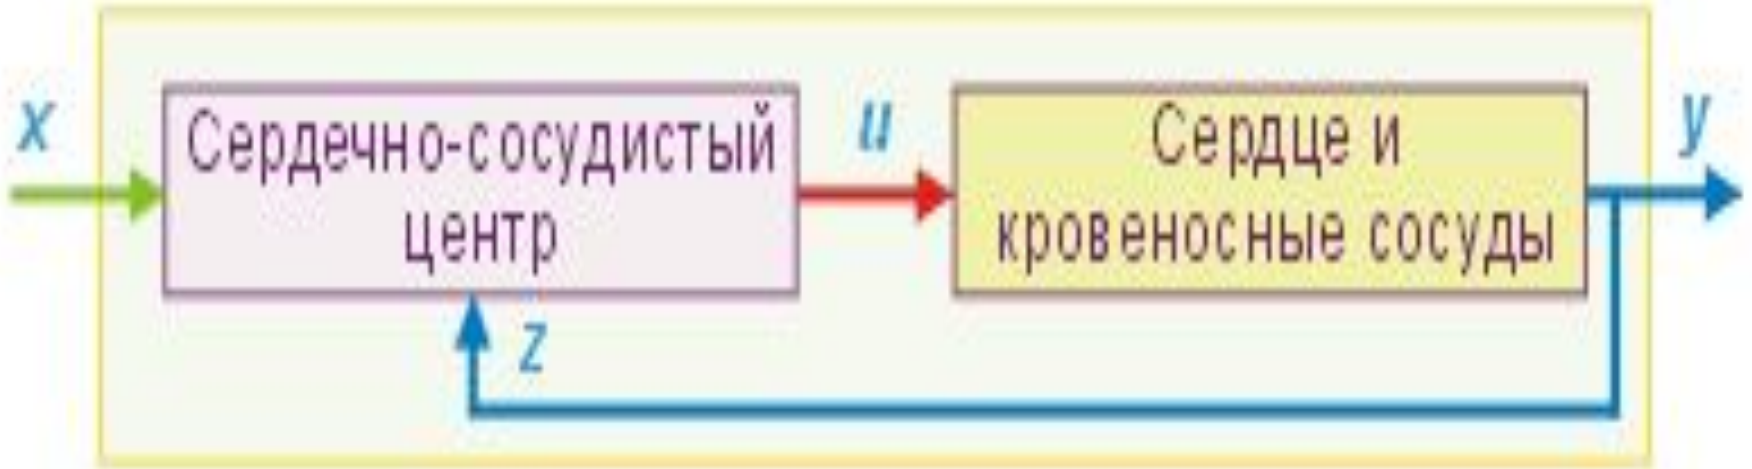 x
Сердечно-сосудистый
центр
u
Сердце и
кровеносные сосуды
y
z